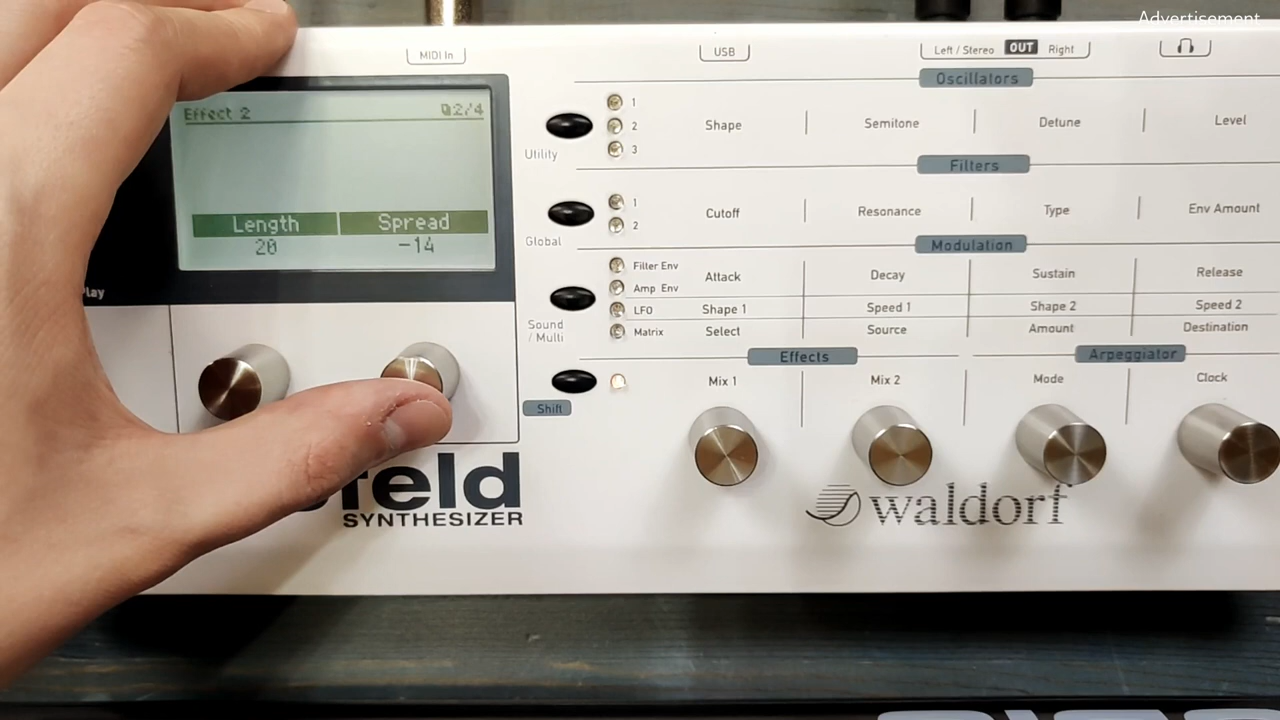 Advertisement
MIDI In
USB
Left / Stereo OUT Right
Oscillators
Effect 2 2/4
1
2
3
Shape
Semitone
Detune
Level
Utility
Filters
1
2
Cutoff
Resonance
Type
Env Amount
Length Spread
20 -14
Global
Modulation
Filter Env
Amp Env
LFO
Matrix
Attack
Decay
Sustain
Release
Shape 1
Speed 1
Shape 2
Speed 2
Select
Source
Amount
Destination
Sound
/ Multi
Effects
Arpeggiator
Mix 1
Mix 2
Mode
Clock
Shift
feld
SYNTHESIZER
waldorf